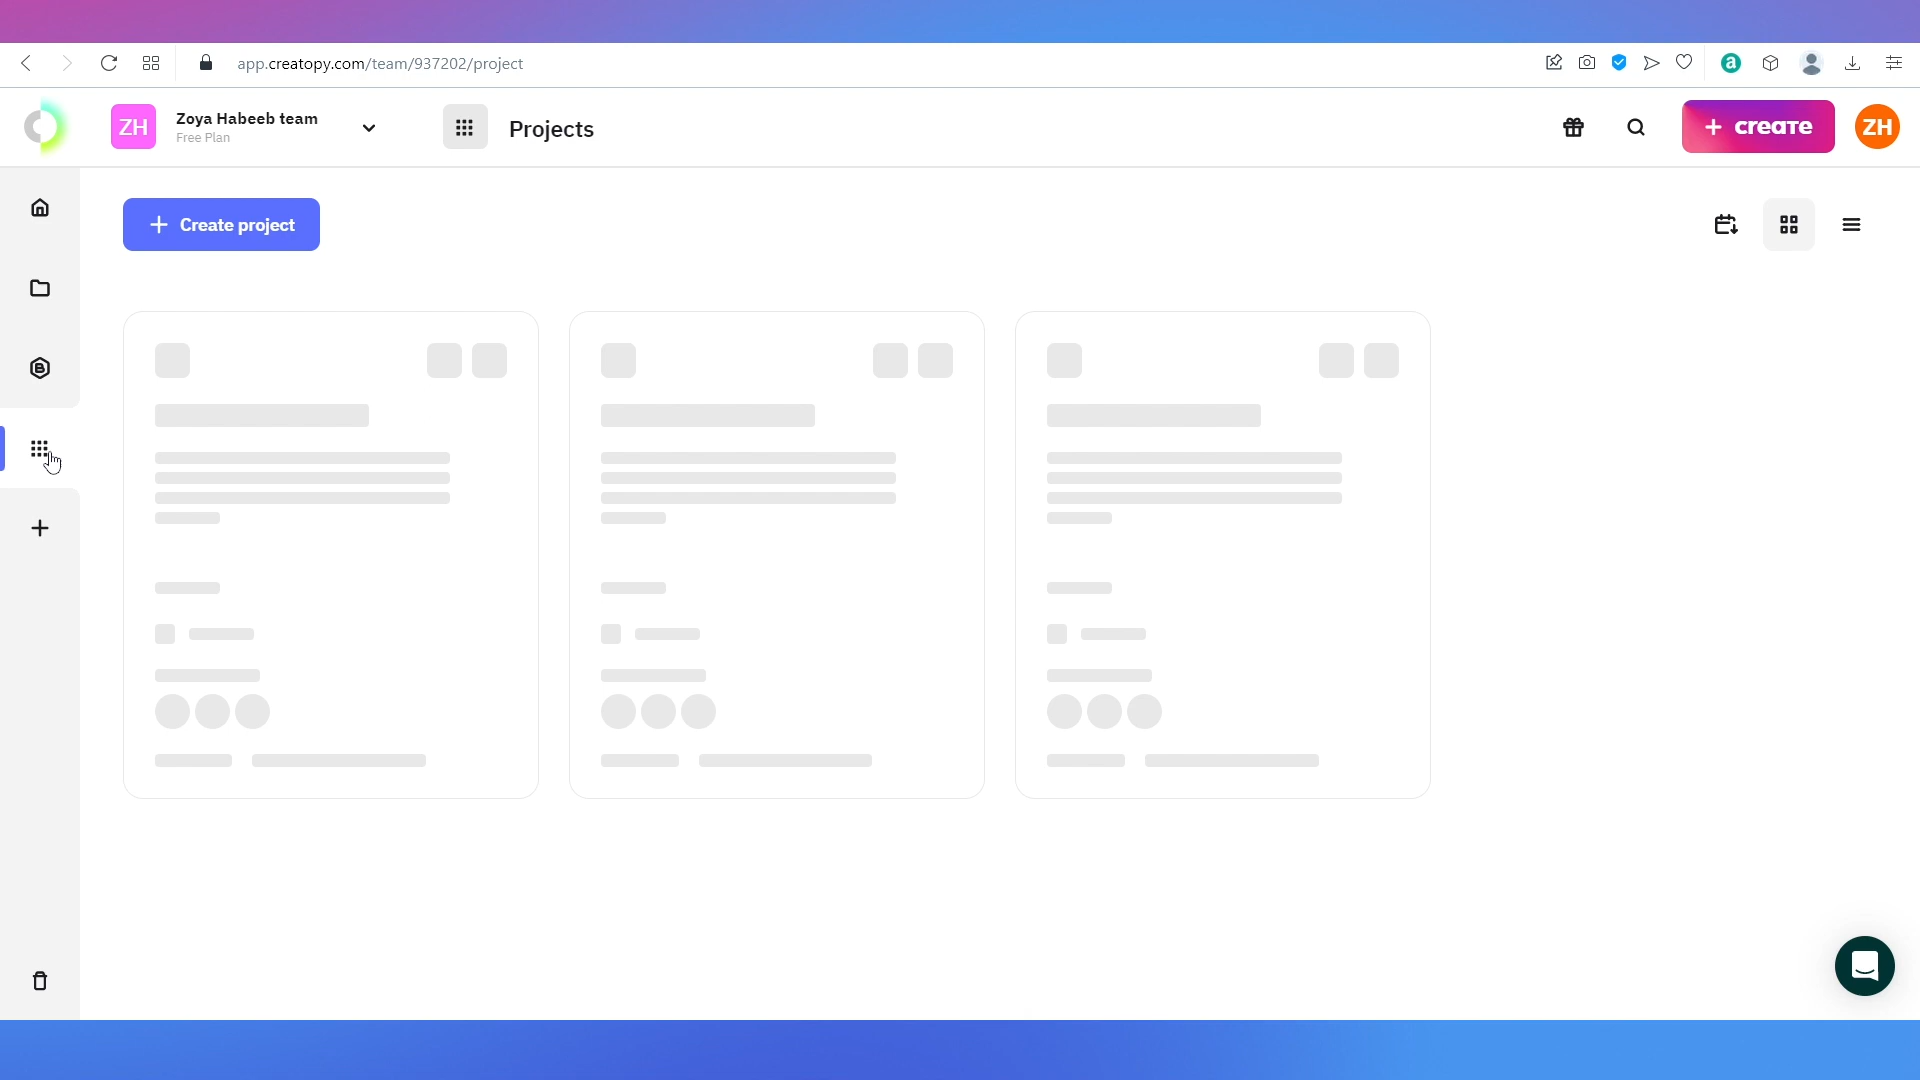 app.creatopy.com/team/937202/project
a
ZH
Zoya Habeeb team
Free Plan
Projects
+ create
ZH
+ Create project
B